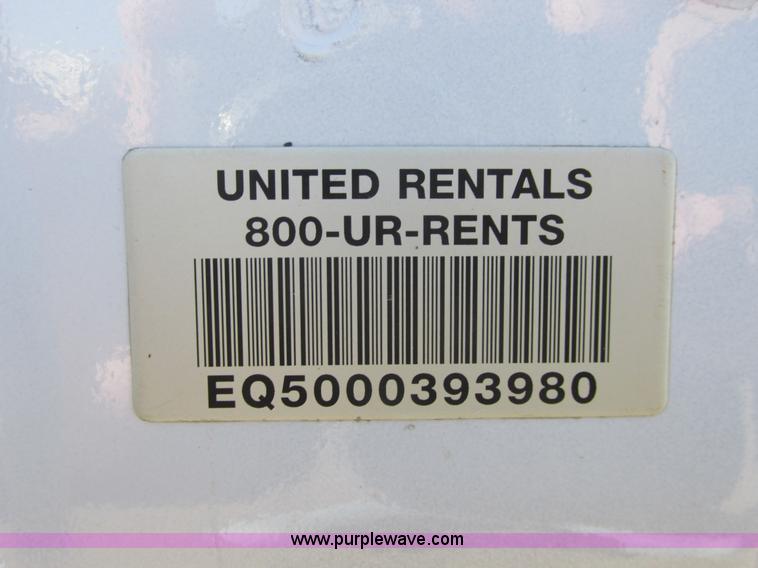 UNITED RENTALS
800-UR-RENTS
EQ5000393980
www.purplewave.com